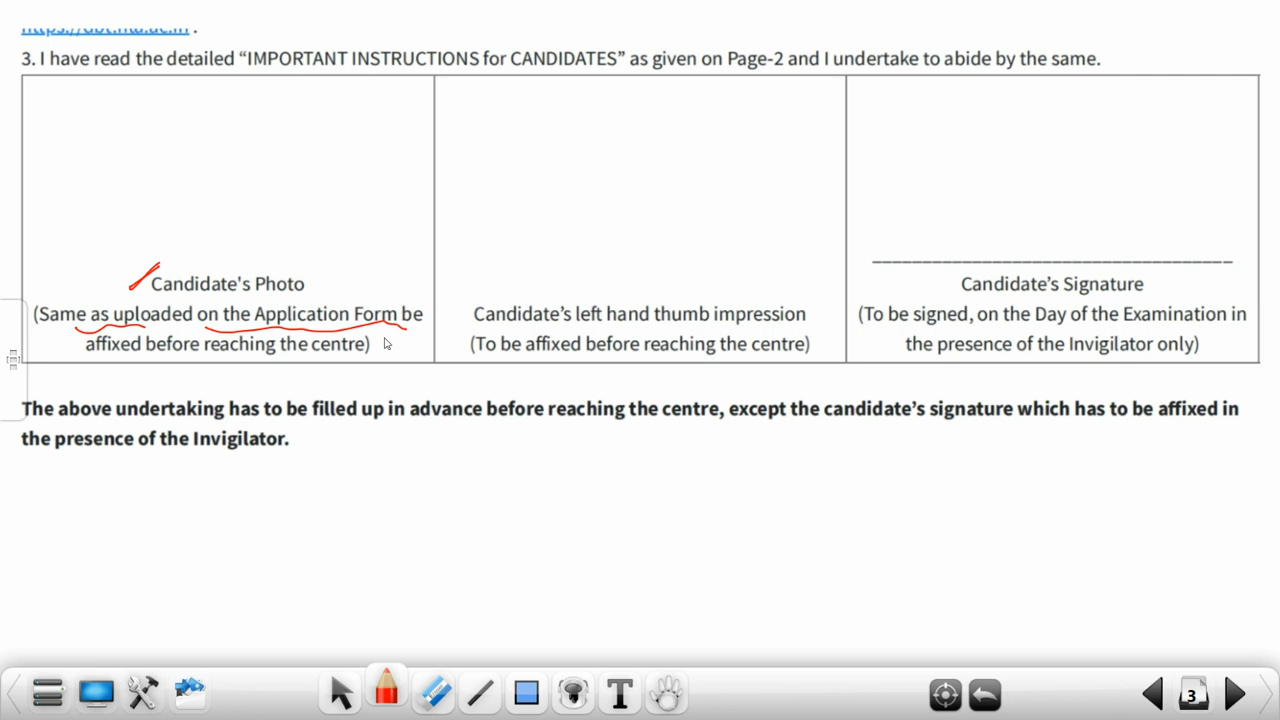 https://dbt.nta.ac.in .
3. I have read the detailed “IMPORTANT INSTRUCTIONS for CANDIDATES” as given on Page-2 and I undertake to abide by the same.
Candidate's Photo
(Same as uploaded on the Application Form be
affixed before reaching the centre)
Candidate’s left hand thumb impression
(To be affixed before reaching the centre)
Candidate’s Signature
(To be signed, on the Day of the Examination in
the presence of the Invigilator only)
The above undertaking has to be filled up in advance before reaching the centre, except the candidate’s signature which has to be affixed in
the presence of the Invigilator.
T
3